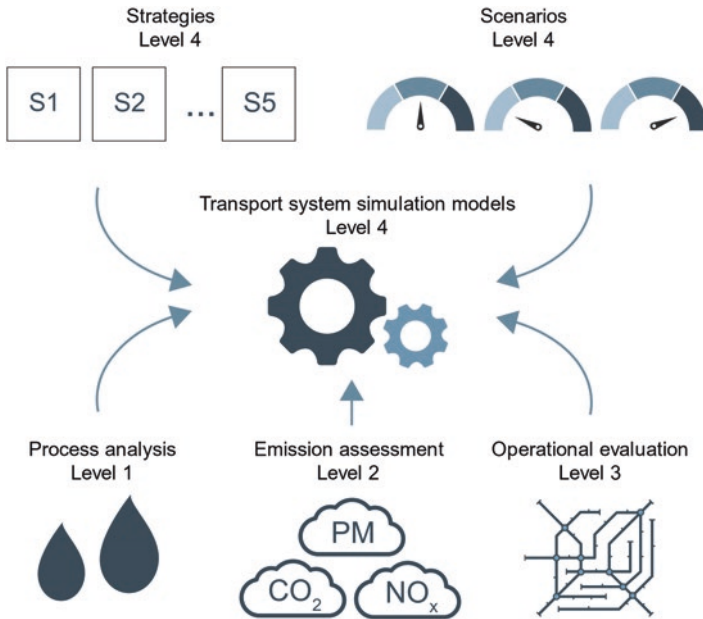 Strategies
Level 4
Scenarios
Level 4
S1 S2 ... S5
Transport system simulation models
Level 4
Process analysis
Level 1
Emission assessment
Level 2
Operational evaluation
Level 3
PM
CO₂ NOₓ